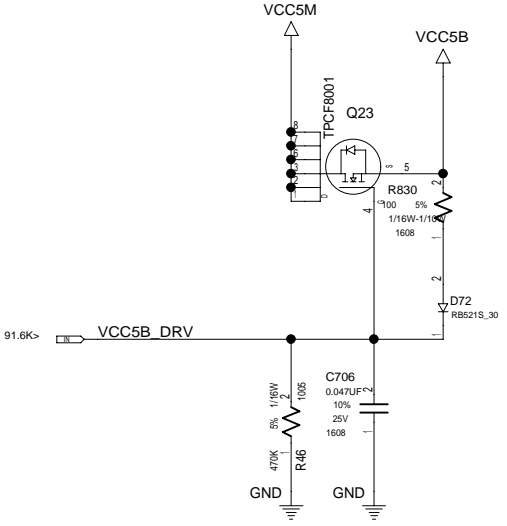 VCC5M
VCC5B
TPCF8001
Q23
8
7
6
3
2
1
D
S
5
G
4
R830
100 5%
1/16W-1/10W
1608
2
1
2
D72
RB521S_30
1
91.6K>
IN
VCC5B_DRV
1/16W
1005
2
5%
470K
1
R46
C706
0.047UF
2
10%
25V
1608
1
GND
GND